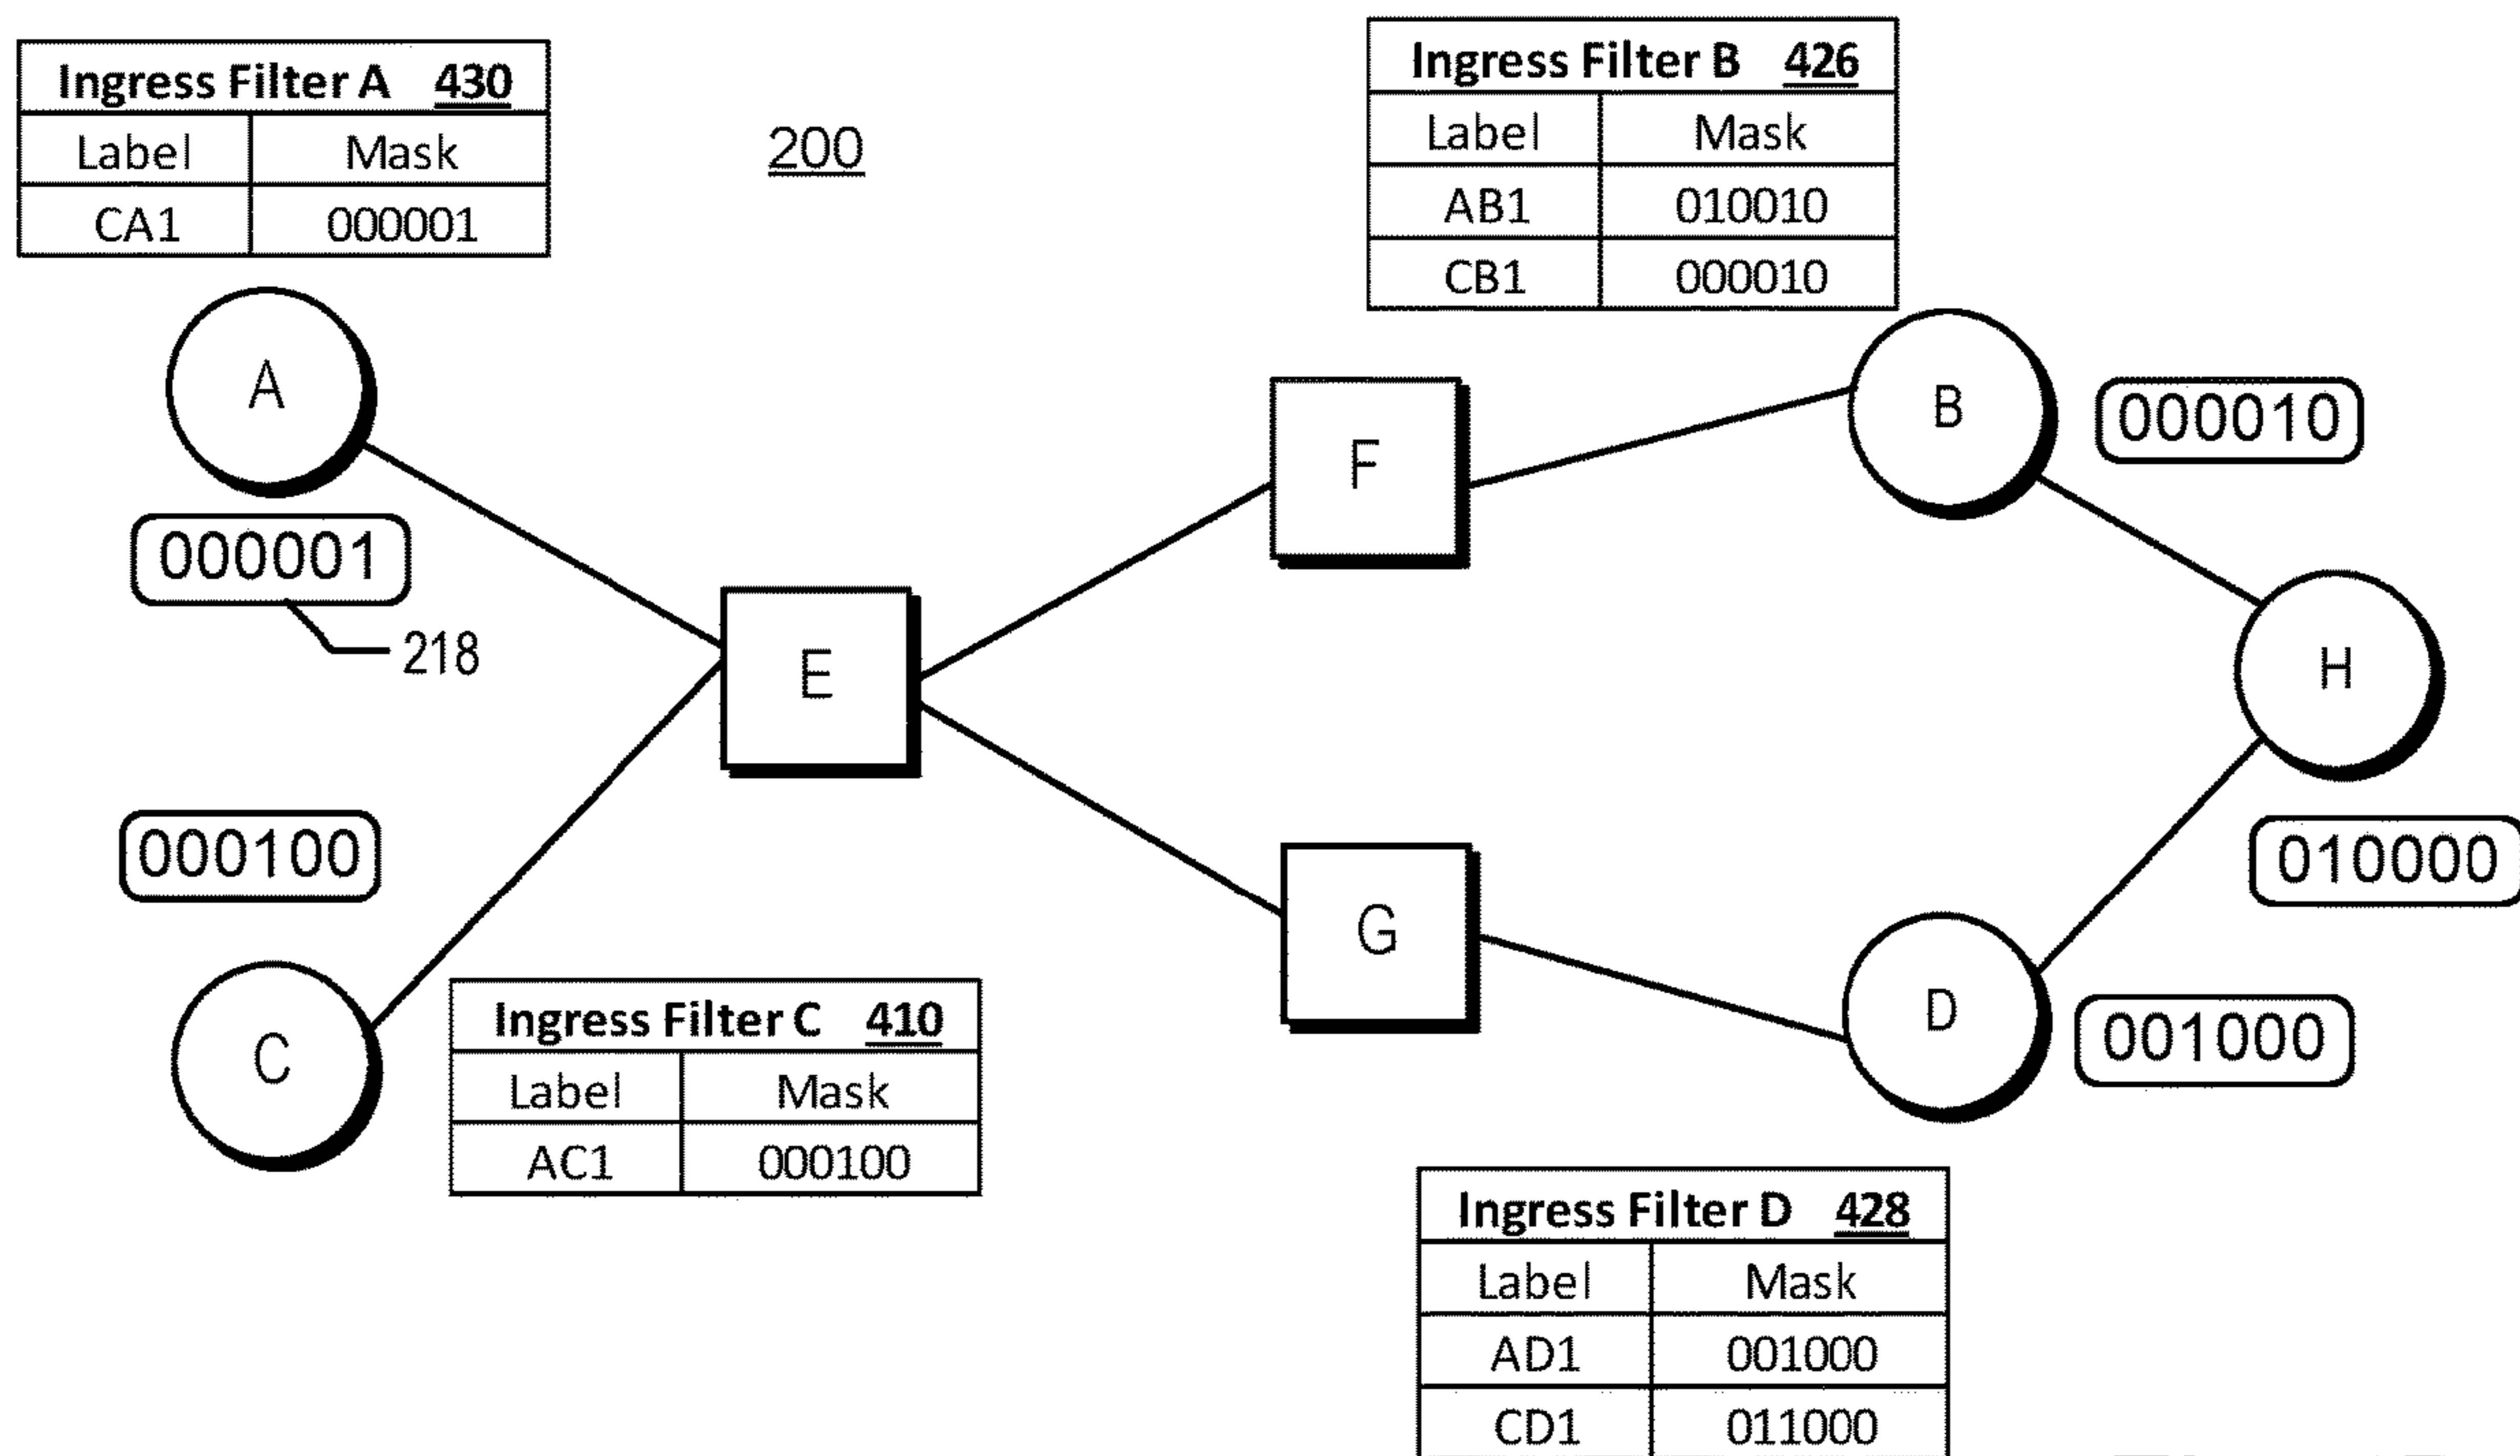 Ingress Filter A 430
Label Mask
CA1 000001
200
Ingress Filter B 426
Label Mask
AB1 010010
CB1 000010
A
000001
218
F
B
000010
E
H
000100
010000
G
C
D
001000
Ingress Filter C 410
Label Mask
AC1 000100
Ingress Filter D 428
Label Mask
AD1 001000
CD1 011000